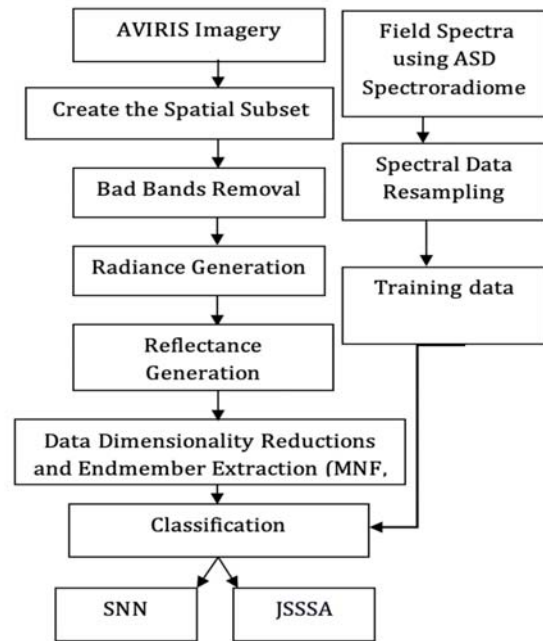 AVIRIS Imagery
Create the Spatial Subset
Bad Bands Removal
Radiance Generation
Reflectance
Generation
Data Dimensionality Reductions
and Endmember Extraction (MNF,
Classification
SNN
JSSSA
Field Spectra
using ASD
Spectroradiome
Spectral Data
Resampling
Training data